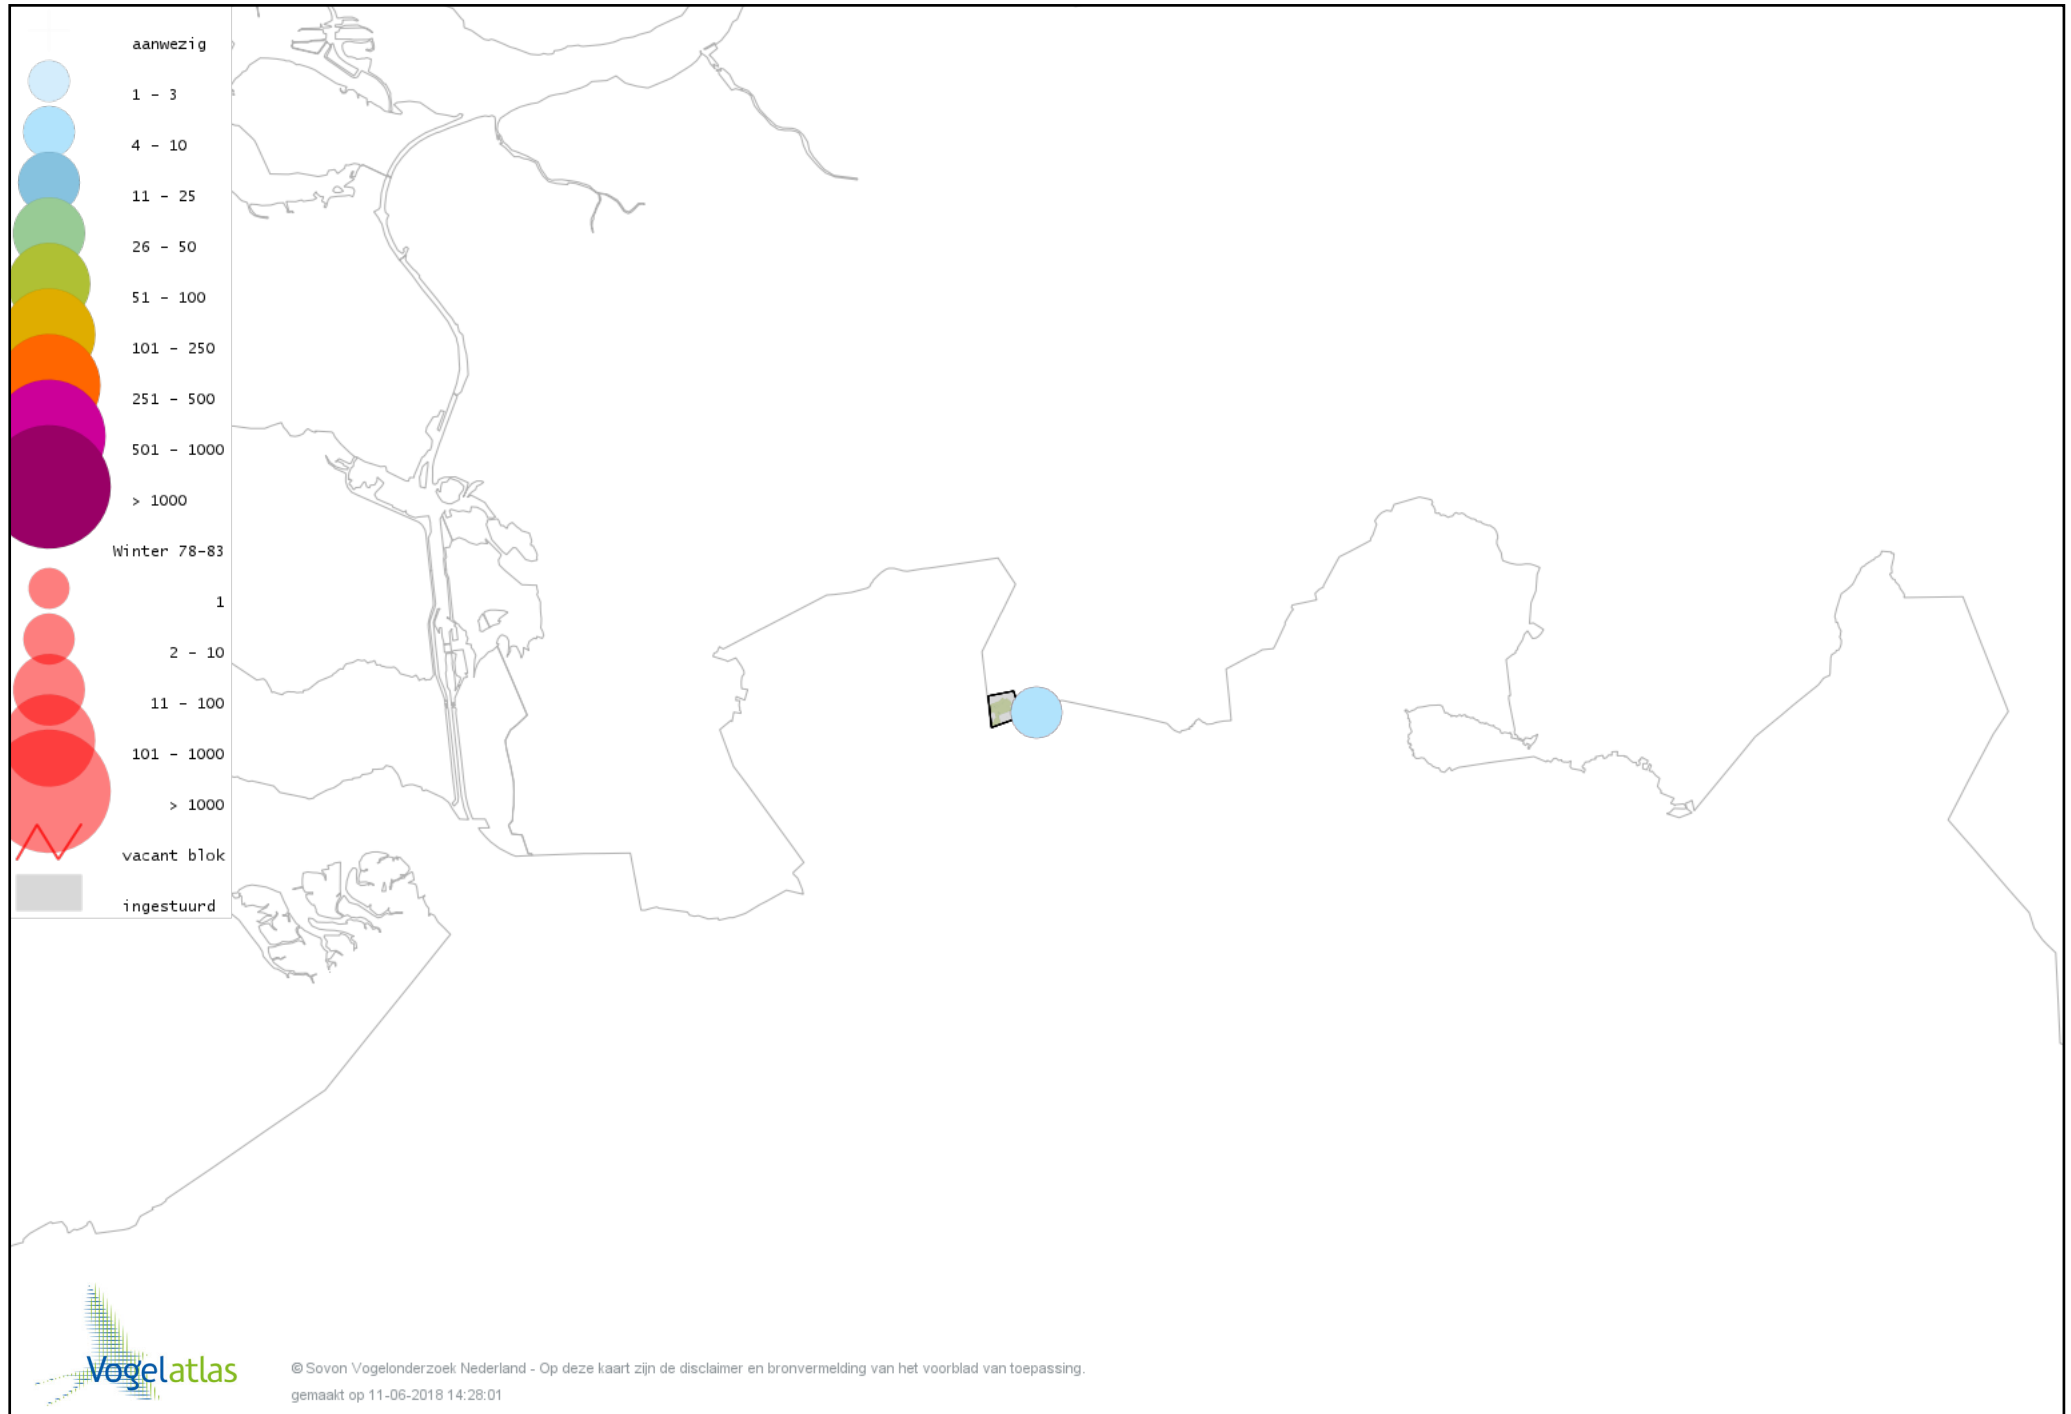 aanwezig
1 - 3
4 - 10
11 - 25
26 - 50
51 - 100
101 - 250
251 - 500
501 - 1000
> 1000
Winter 78-83
1
2 - 10
11 - 100
101 - 1000
> 1000
vacant blok
ingestuurd
Vogelatlas
© Sovon Vogelonderzoek Nederland - Op deze kaart zijn de disclaimer en bronvermelding van het voorblad van toepassing.
gemaakt op 11-06-2018 14:28:01